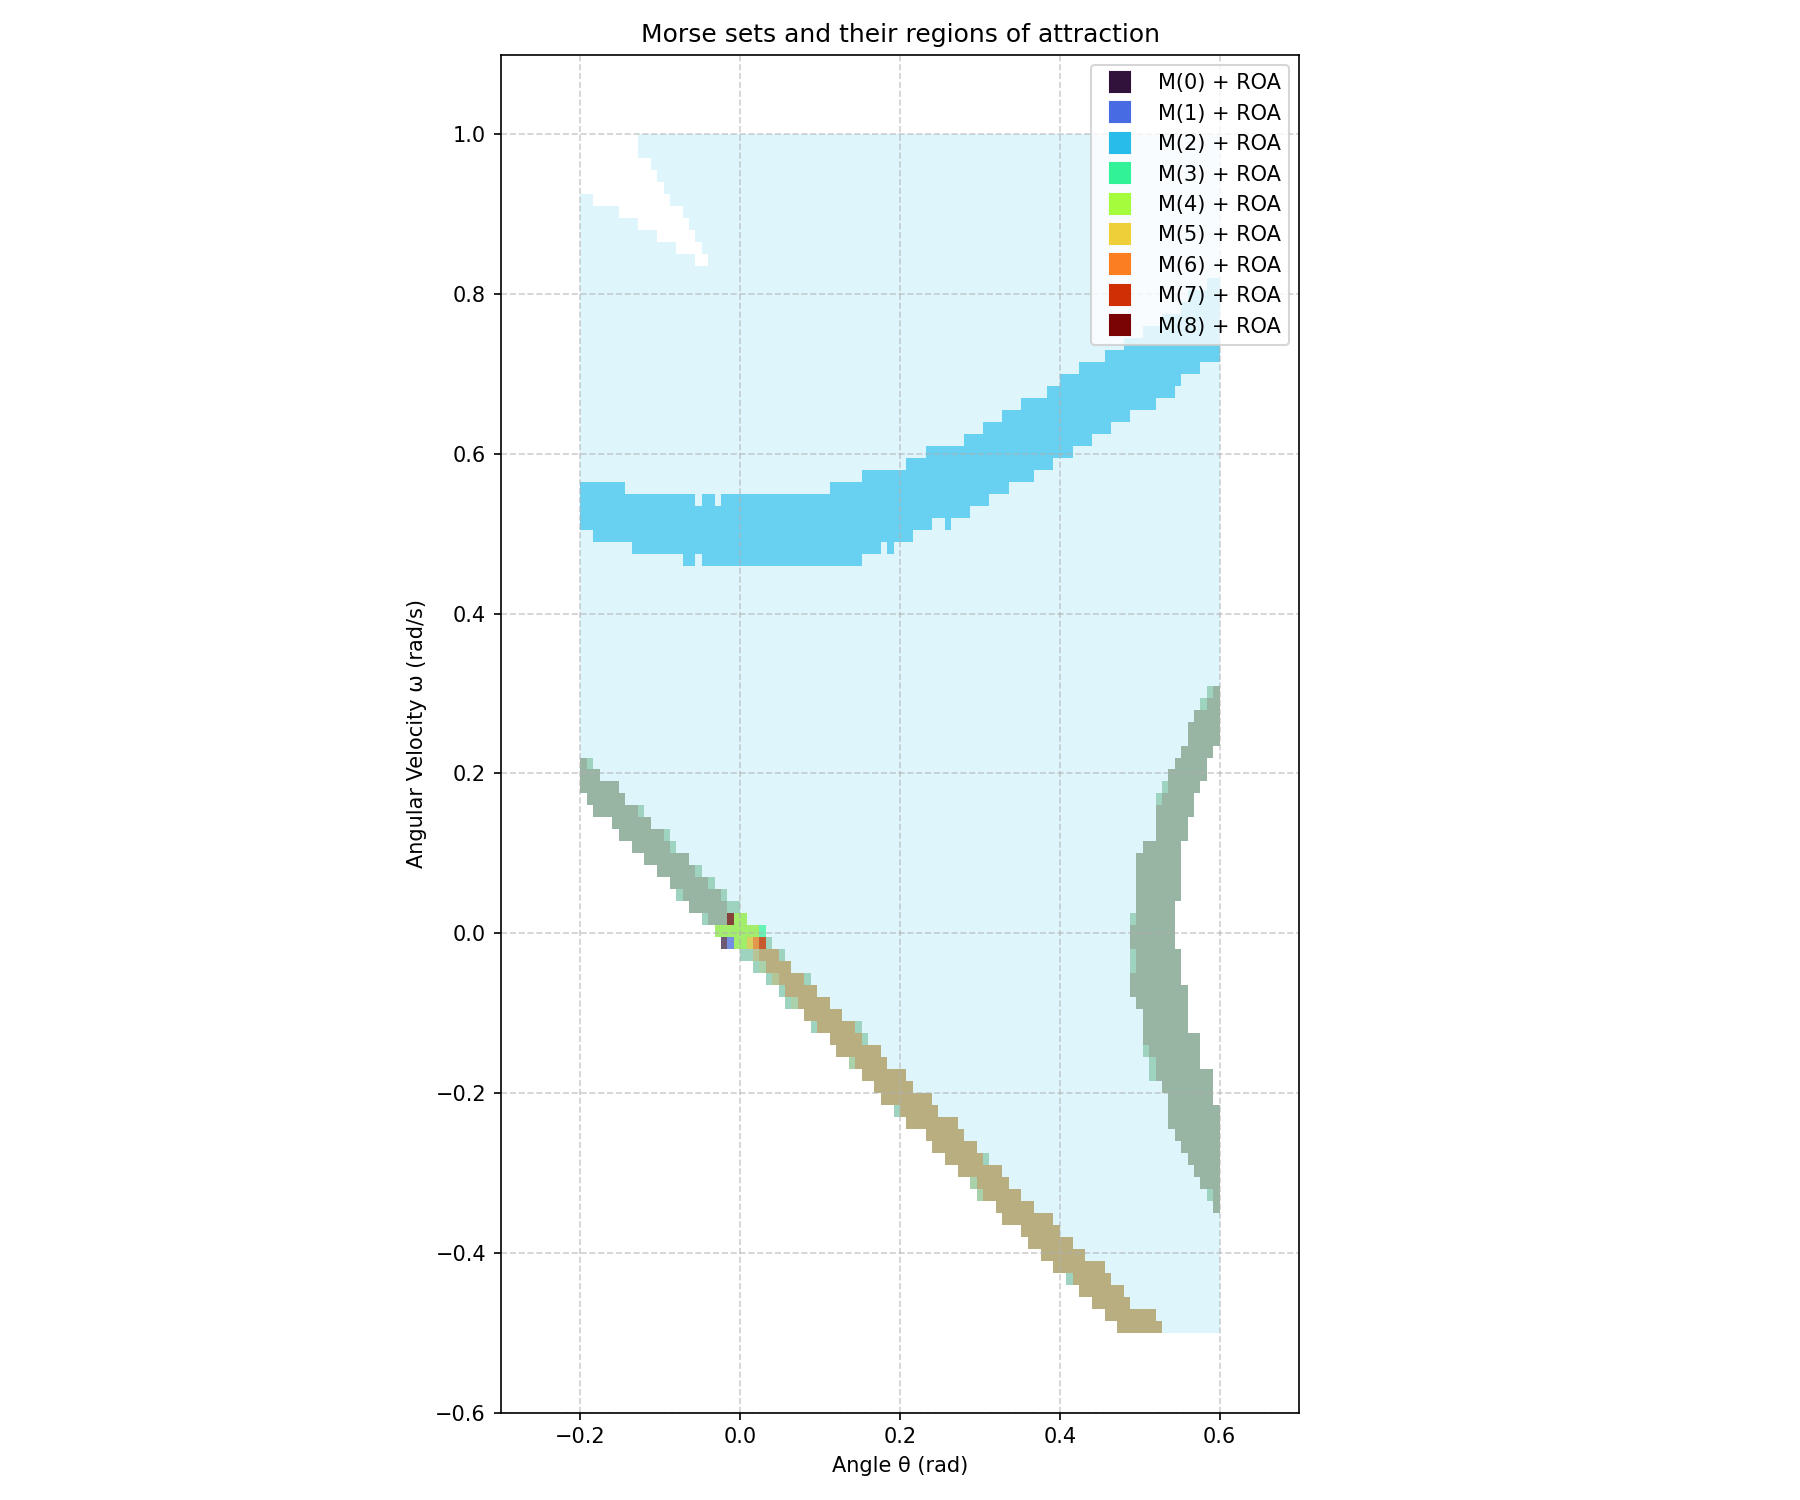 Morse sets and their regions of attraction
M(0) + ROA
M(1) + ROA
M(2) + ROA
M(3) + ROA
M(4) + ROA
M(5) + ROA
M(6) + ROA
M(7) + ROA
M(8) + ROA
1.0
0.8
0.6
0.4
0.2
0.0
−0.2
−0.4
−0.6
Angular Velocity ω (rad/s)
−0.2 0.0 0.2 0.4 0.6
Angle θ (rad)